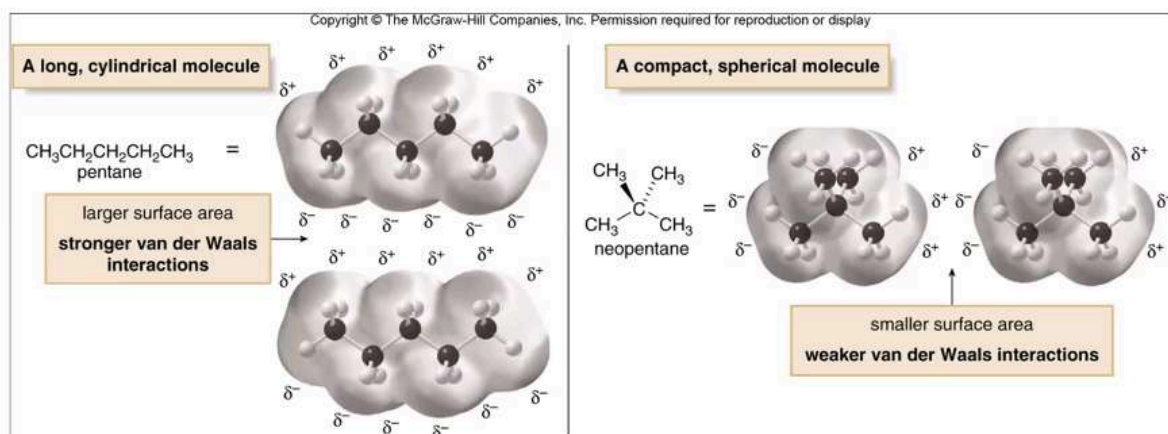 Copyright © The McGraw-Hill Companies, Inc. Permission required for reproduction or display
A long, cylindrical molecule
δ+ δ+ δ+ δ+ δ+ δ+
CH₃CH₂CH₂CH₂CH₃ =
pentane
δ− δ− δ− δ− δ− δ−
larger surface area
stronger van der Waals
interactions
δ+ δ+ δ+ δ+ δ+ δ+
δ− δ− δ− δ− δ− δ−
A compact, spherical molecule
CH₃ CH₃
C
CH₃ CH₃ =
neopentane
δ− δ+ δ− δ+
δ− δ+ δ− δ+
δ− δ+ δ− δ+
smaller surface area
weaker van der Waals interactions